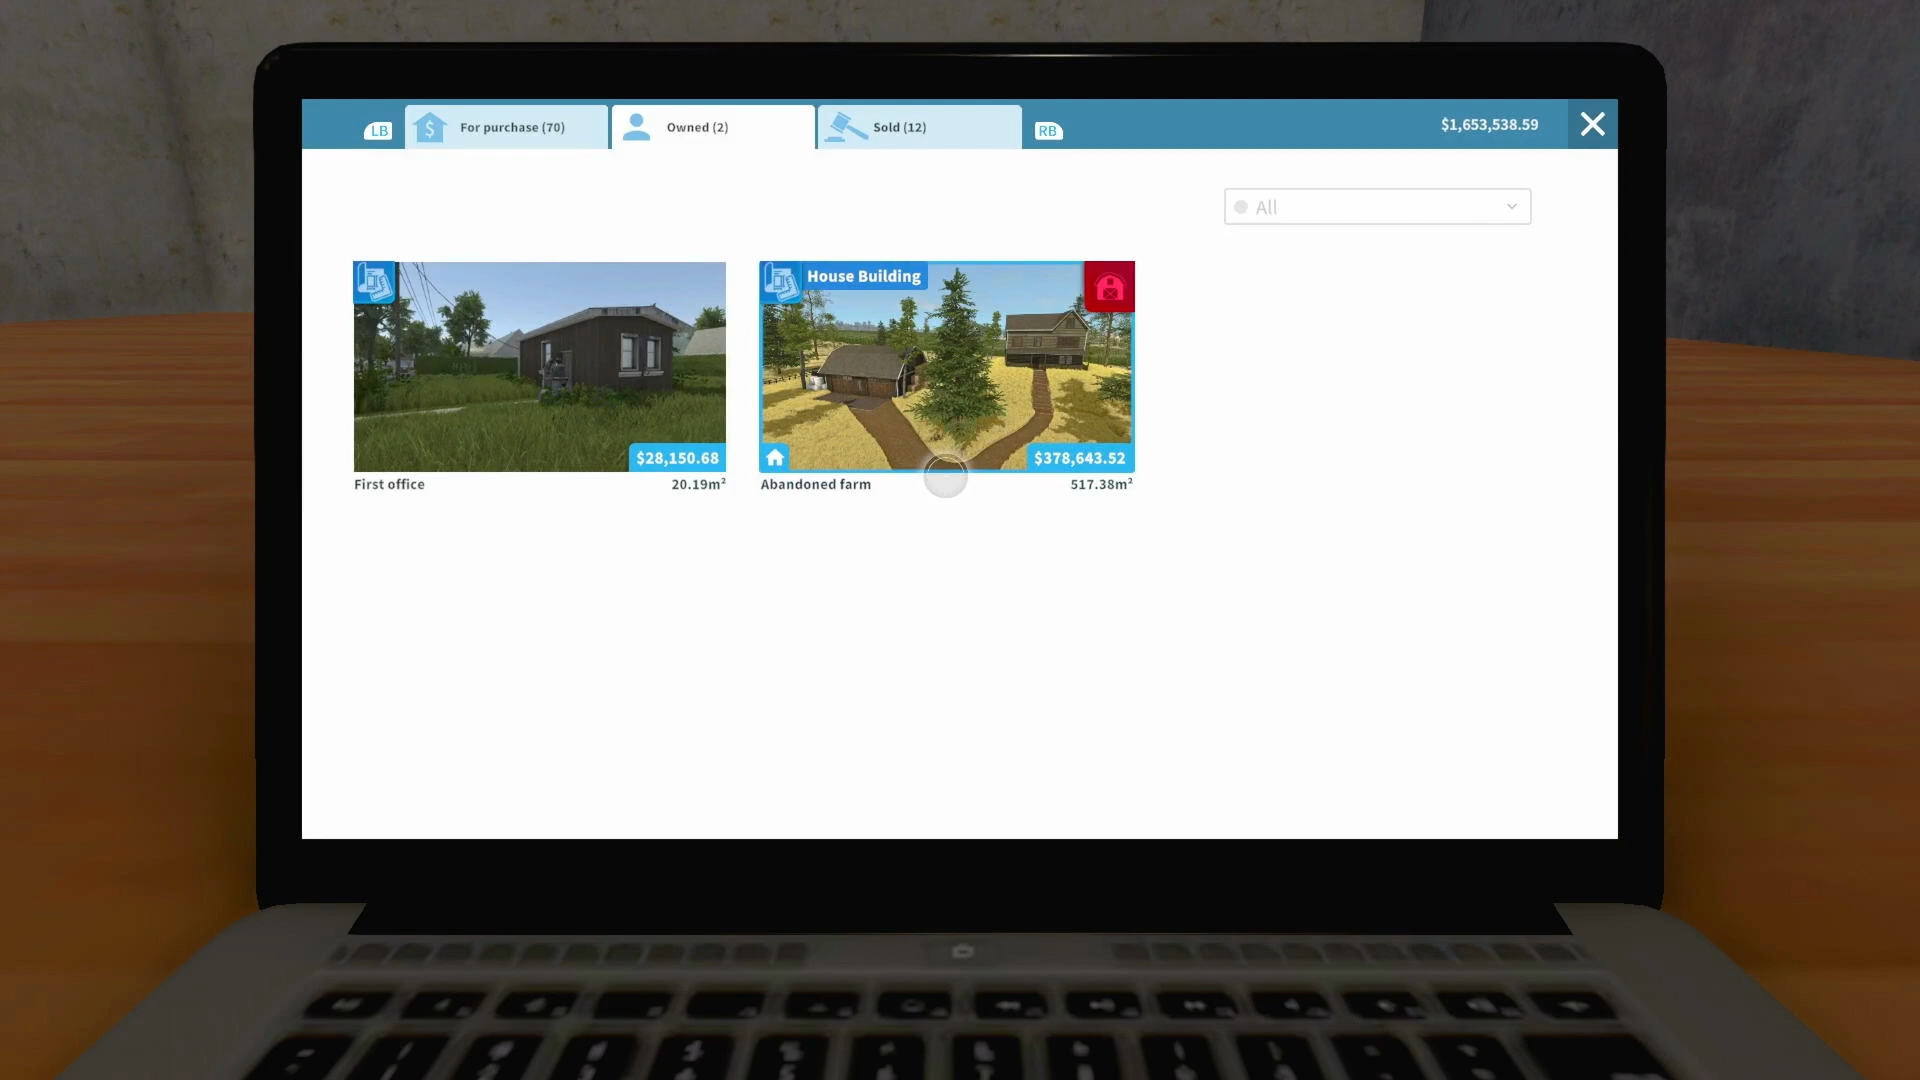 LB
For purchase (70)
Owned (2)
Sold (12)
RB
$1,653,538.59
All
House Building
$28,150.68
$378,643.52
First office
20.19m²
Abandoned farm
517.38m²